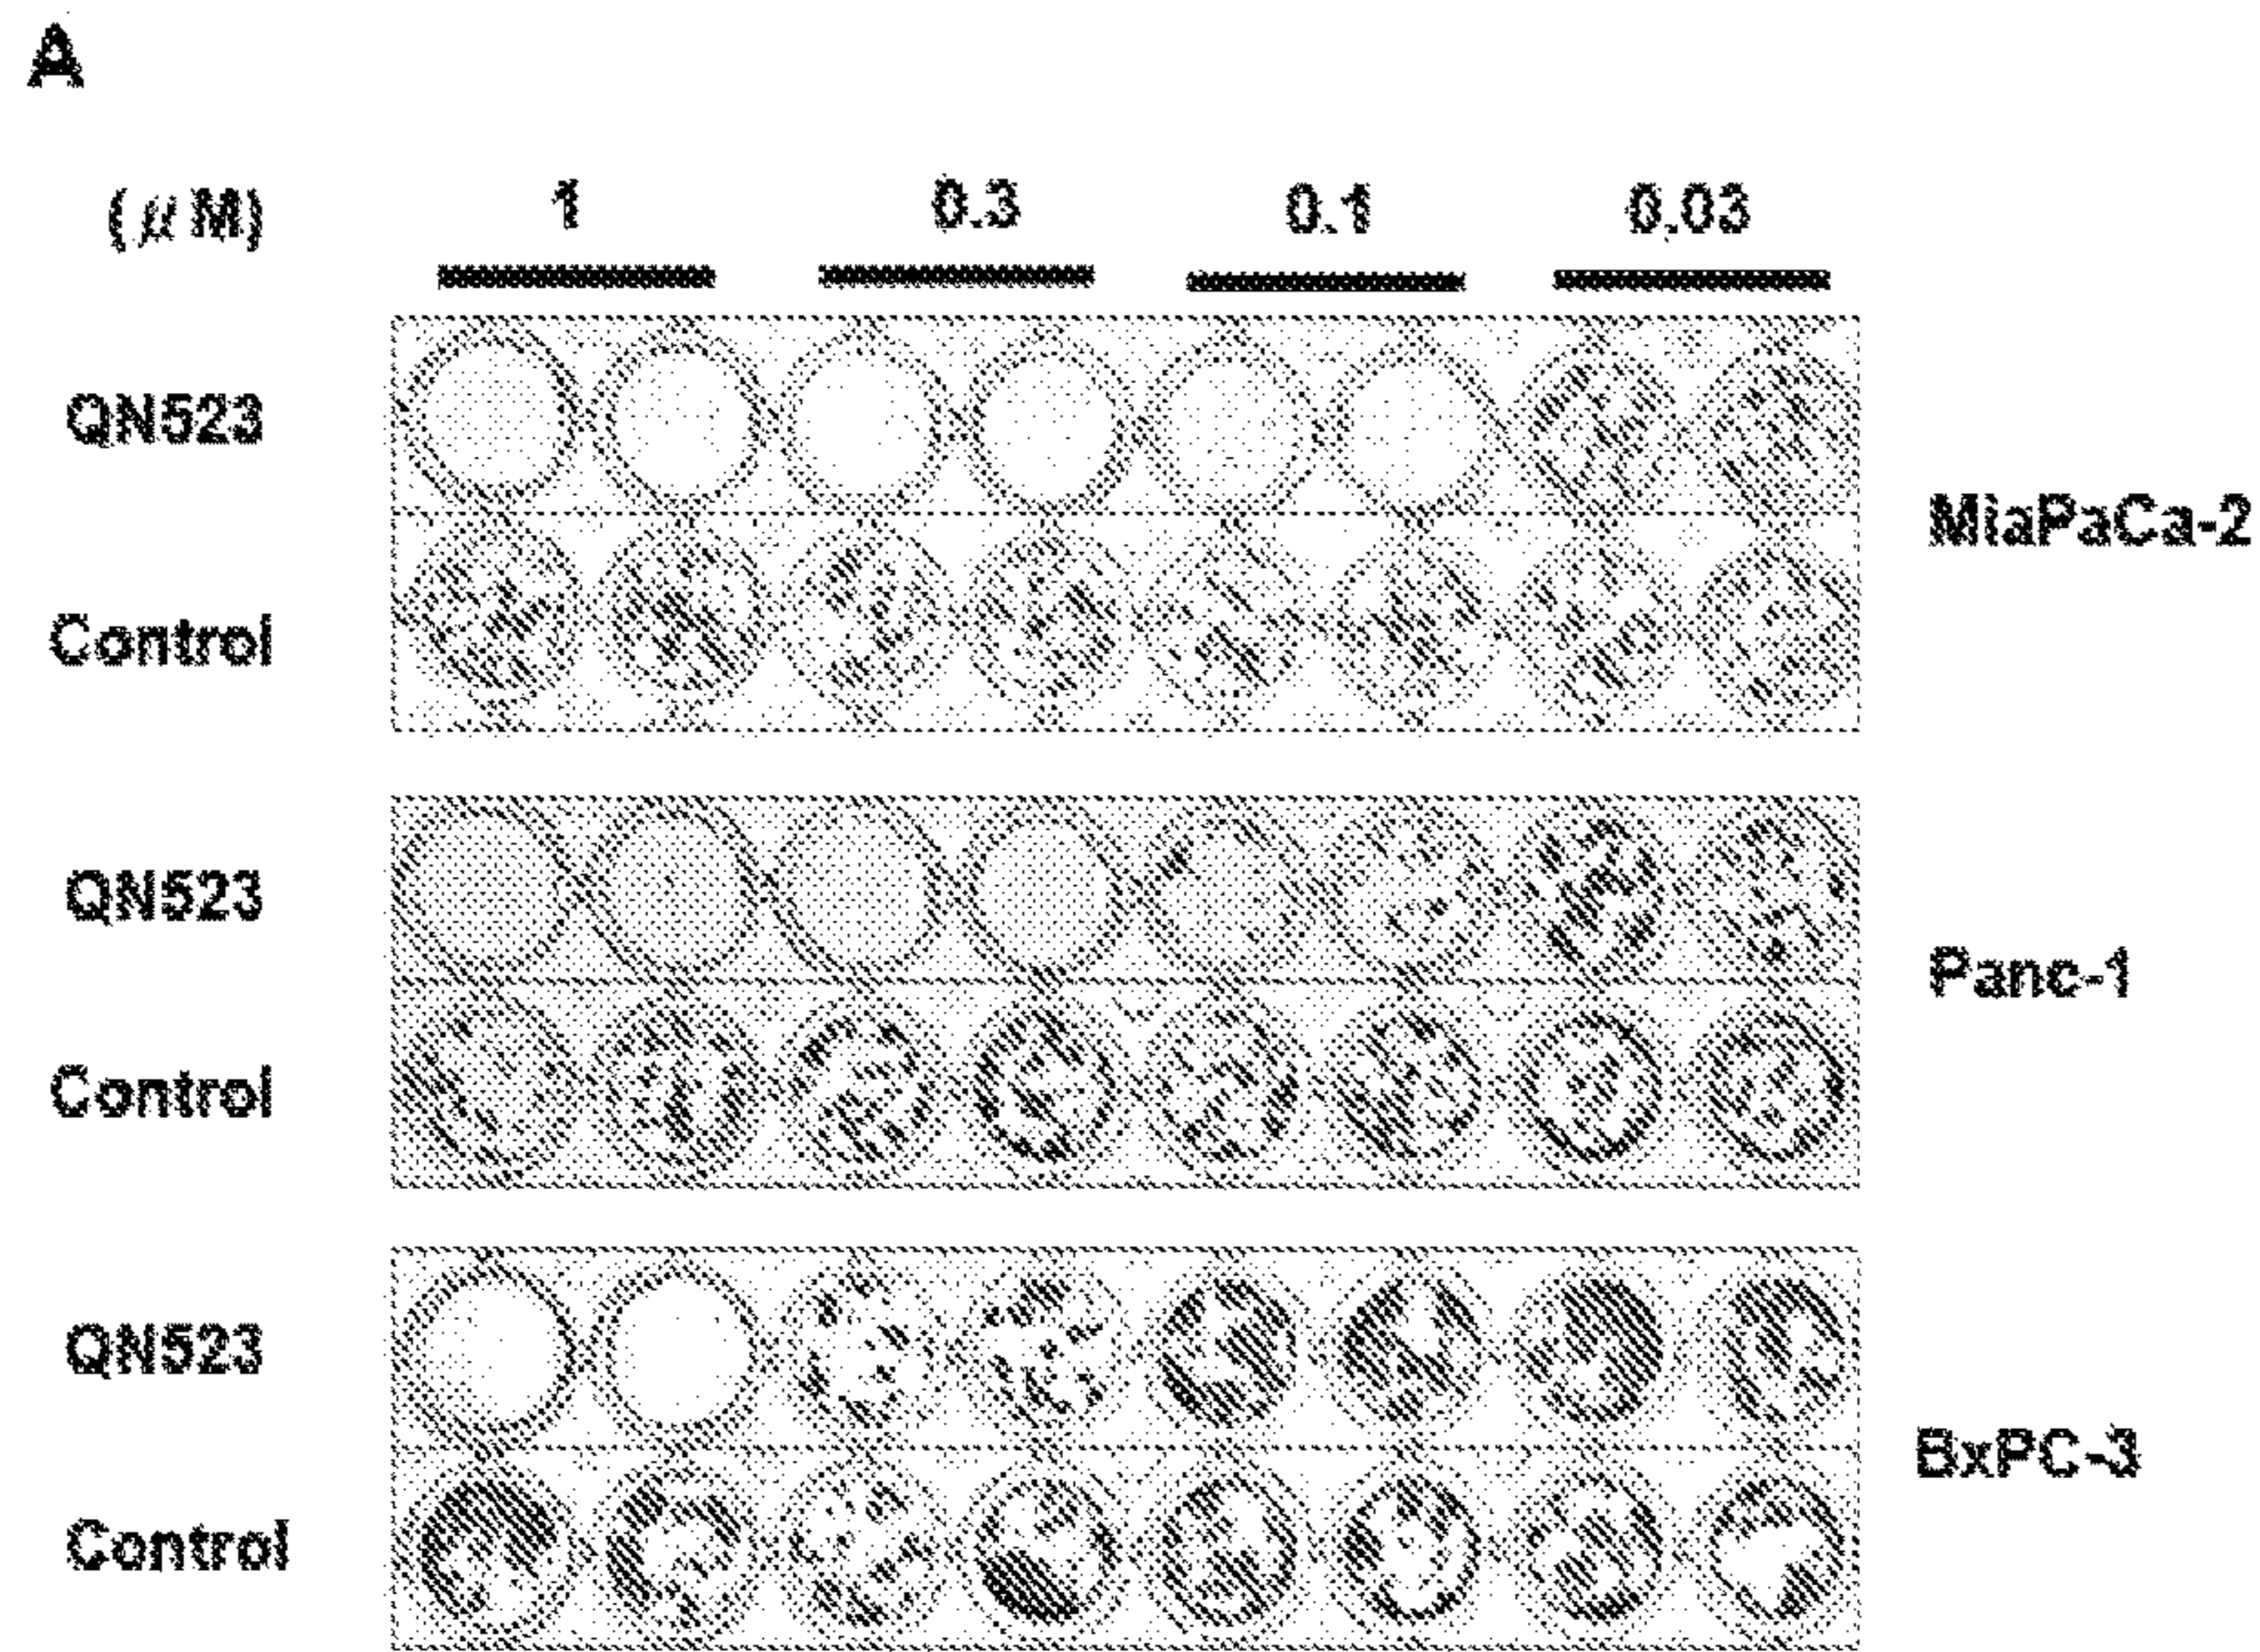 A
(μM) 1 0.3 0.1 0.03
QN523
MiaPaCa-2
Control
QN523
Panc-1
Control
QN523
BxPC-3
Control